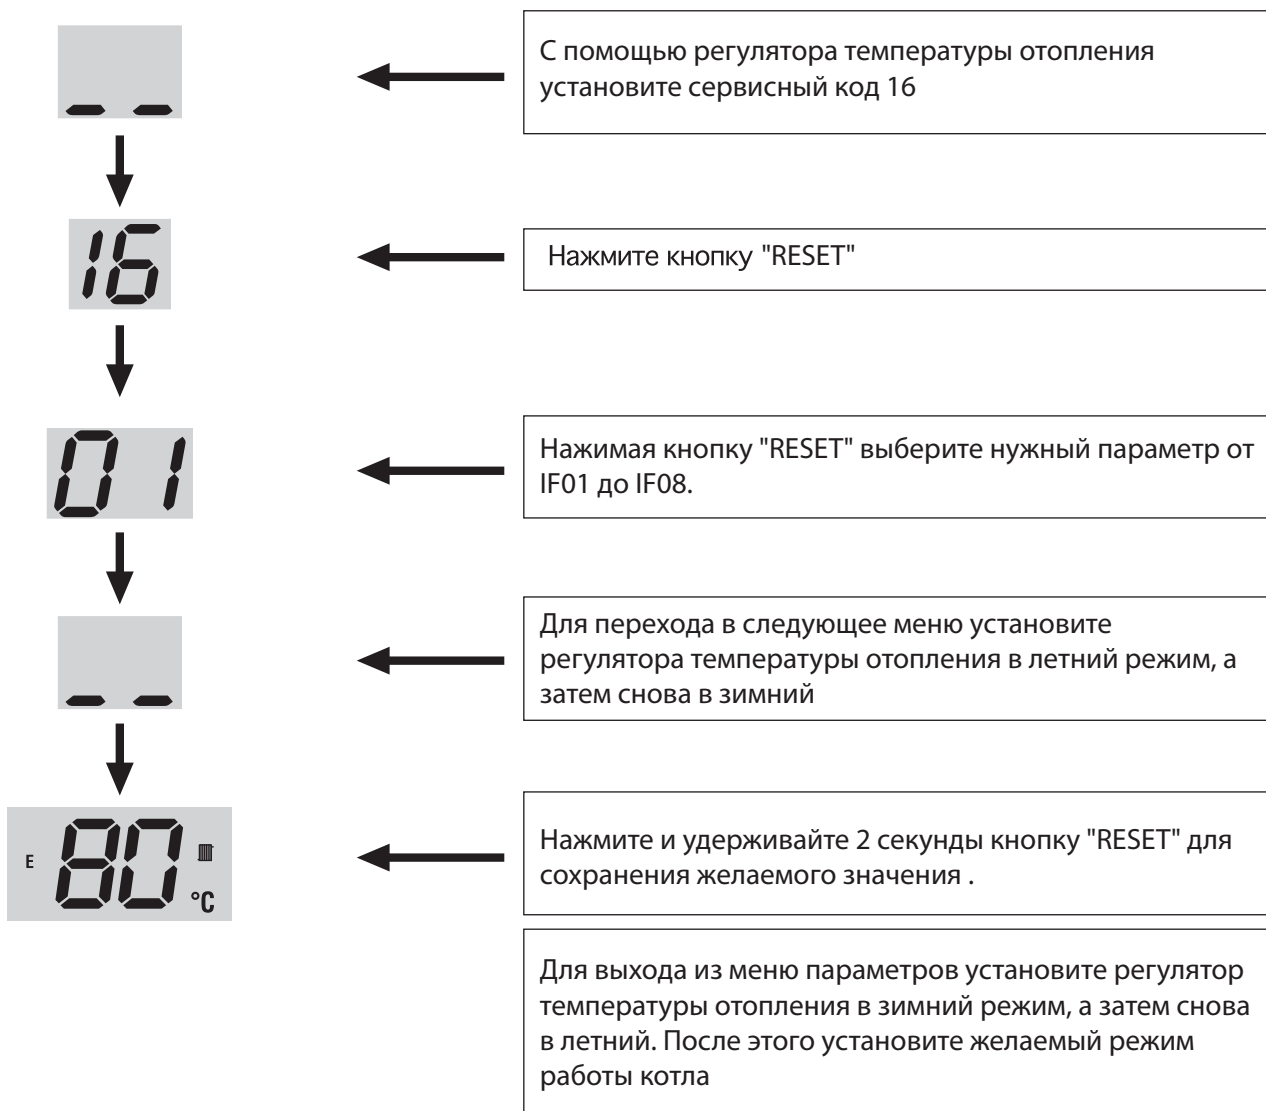 С помощью регулятора температуры отопления
установите сервисный код 16
16
Нажмите кнопку "RESET"
01
Нажимая кнопку "RESET" выберите нужный параметр от
IF01 до IF08.
Для перехода в следующее меню установите
регулятора температуры отопления в летний режим, а
затем снова в зимний
E 80 °C
Нажмите и удерживайте 2 секунды кнопку "RESET" для
сохранения желаемого значения .
Для выхода из меню параметров установите регулятор
температуры отопления в зимний режим, а затем снова
в летний. После этого установите желаемый режим
работы котла